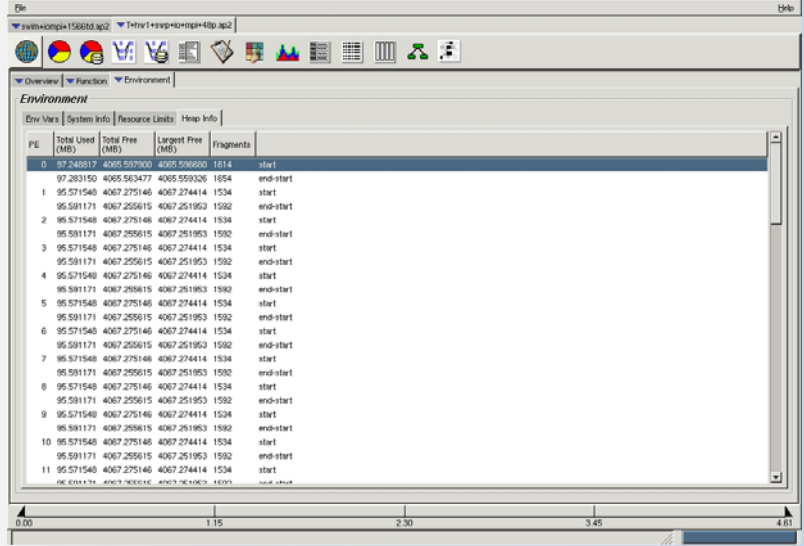 File Help
swim+iompi+1566td.ap2 T+hw1+swp+io+mpi+48p.ap2
Overview Function Environment
Environment
Env Vars System Info Resource Limits Heap Info
PE Total Used (MB) Total Free (MB) Largest Free (MB) Fragments
0 97.248817 4065.597900 4065.596680 1614 start
97.283150 4065.563477 4065.559326 1654 end-start
1 95.571548 4067.275146 4067.274414 1534 start
95.591171 4067.255615 4067.251953 1592 end-start
2 95.571548 4067.275146 4067.274414 1534 start
95.591171 4067.255615 4067.251953 1592 end-start
3 95.571548 4067.275146 4067.274414 1534 start
95.591171 4067.255615 4067.251953 1592 end-start
4 95.571548 4067.275146 4067.274414 1534 start
95.591171 4067.255615 4067.251953 1592 end-start
5 95.571548 4067.275146 4067.274414 1534 start
95.591171 4067.255615 4067.251953 1592 end-start
6 95.571548 4067.275146 4067.274414 1534 start
95.591171 4067.255615 4067.251953 1592 end-start
7 95.571548 4067.275146 4067.274414 1534 start
95.591171 4067.255615 4067.251953 1592 end-start
8 95.571548 4067.275146 4067.274414 1534 start
95.591171 4067.255615 4067.251953 1592 end-start
9 95.571548 4067.275146 4067.274414 1534 start
95.591171 4067.255615 4067.251953 1592 end-start
10 95.571548 4067.275146 4067.274414 1534 start
95.591171 4067.255615 4067.251953 1592 end-start
11 95.571548 4067.275146 4067.274414 1534 start
0.00 1.15 2.30 3.45 4.61